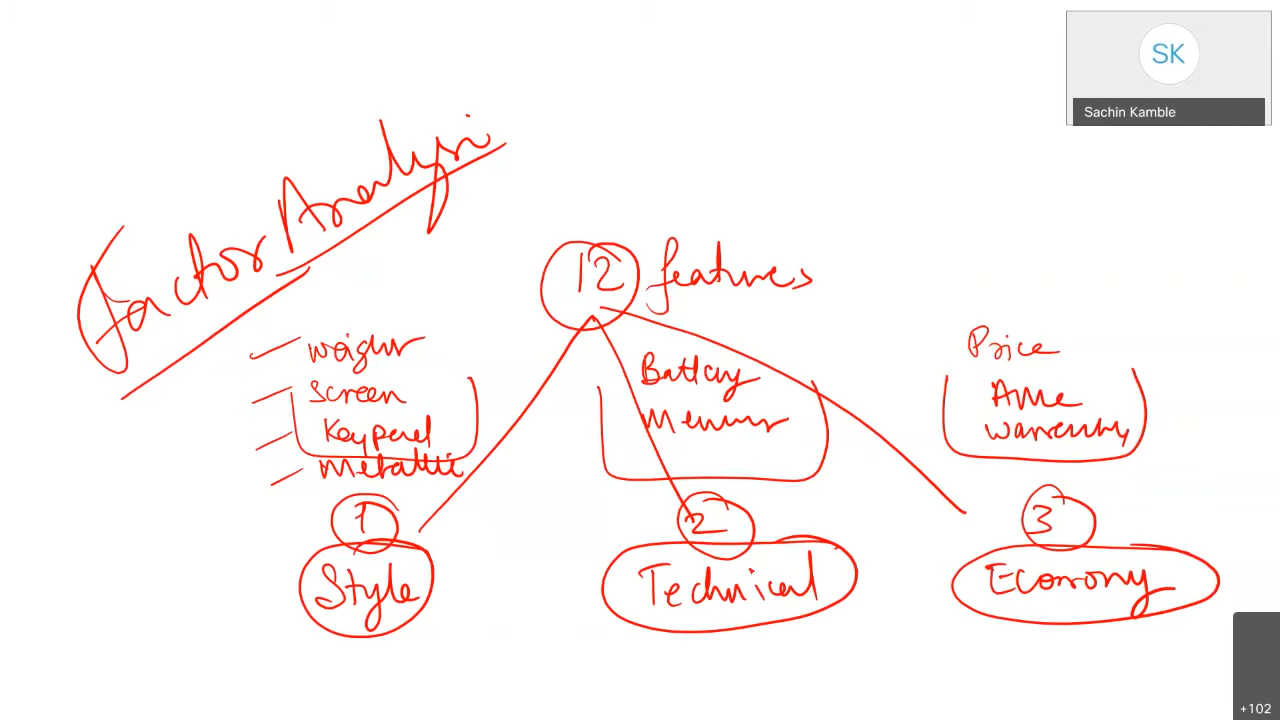 SK
Sachin Kamble
Factor Analysis
12 features
weight
screen
Keypad
Metallic
Battery
Memory
Price
AMC
warranty
1
2
3
Style
Technical
Economy
+102